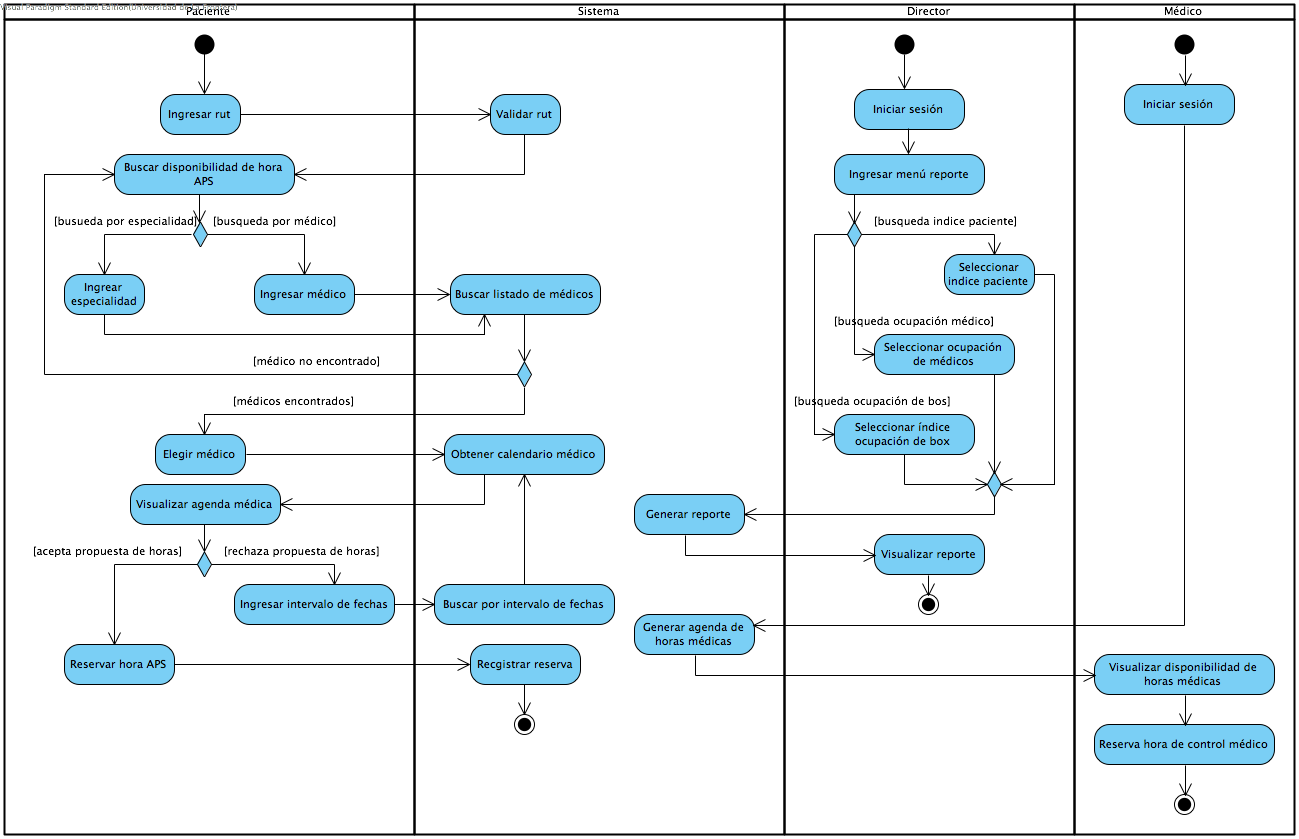 Visual Paradigm Standard Edition(Universidad de La Frontera)
Paciente
Sistema
Director
Médico
Ingresar rut
Validar rut
Iniciar sesión
Iniciar sesión
Buscar disponibilidad de hora
APS
Ingresar menú reporte
[busueda por especialidad]
[busqueda por médico]
[busqueda indice paciente]
Ingrear
especialidad
Ingresar médico
Buscar listado de médicos
Seleccionar
indice paciente
[busqueda ocupación médico]
Seleccionar ocupación
de médicos
[médico no encontrado]
[médicos encontrados]
[busqueda ocupación de bos]
Seleccionar índice
ocupación de box
Elegir médico
Obtener calendario médico
Visualizar agenda médica
Generar reporte
[acepta propuesta de horas]
[rechaza propuesta de horas]
Visualizar reporte
Ingresar intervalo de fechas
Buscar por intervalo de fechas
Generar agenda de
horas médicas
Reservar hora APS
Recgistrar reserva
Visualizar disponibilidad de
horas médicas
Reserva hora de control médico